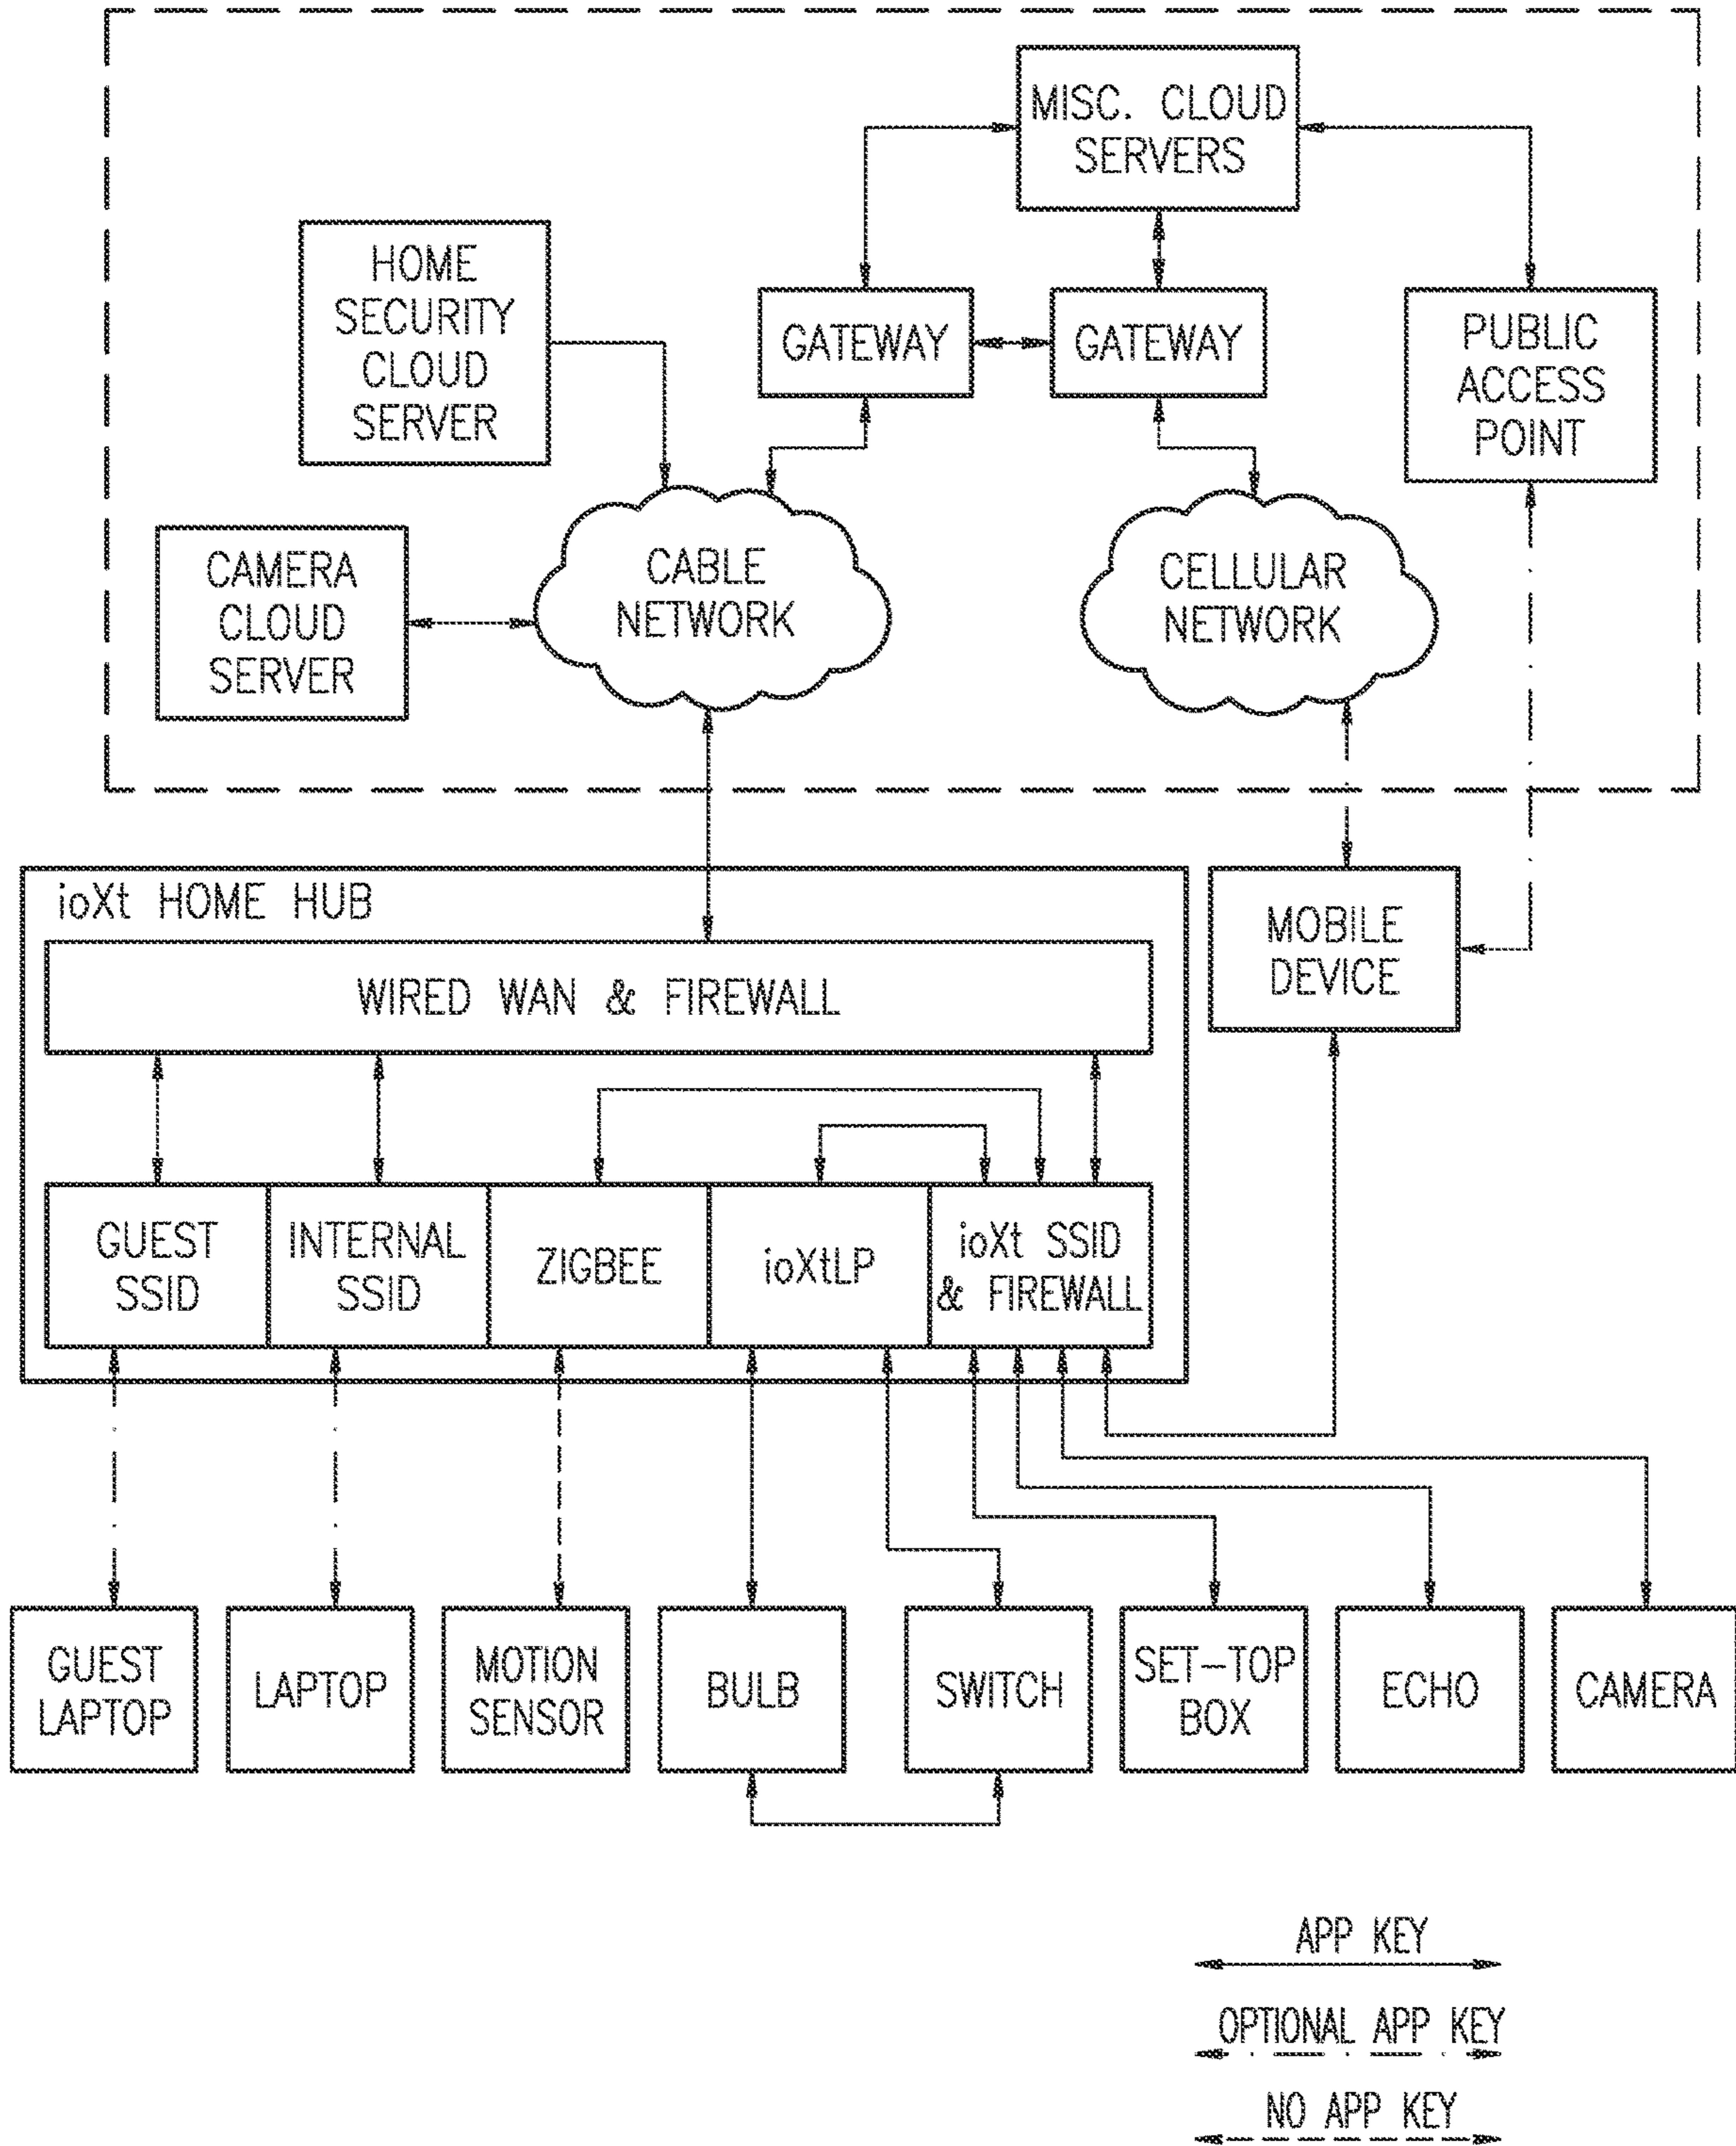 MISC. CLOUD
SERVERS
HOME
SECURITY
CLOUD
SERVER
GATEWAY
GATEWAY
PUBLIC
ACCESS
POINT
CAMERA
CLOUD
SERVER
CABLE
NETWORK
CELLULAR
NETWORK
ioXt HOME HUB
WIRED WAN & FIREWALL
MOBILE
DEVICE
GUEST
SSID
INTERNAL
SSID
ZIGBEE
ioXtLP
ioXt SSID
& FIREWALL
GUEST
LAPTOP
LAPTOP
MOTION
SENSOR
BULB
SWITCH
SET-TOP
BOX
ECHO
CAMERA
APP KEY
OPTIONAL APP KEY
NO APP KEY